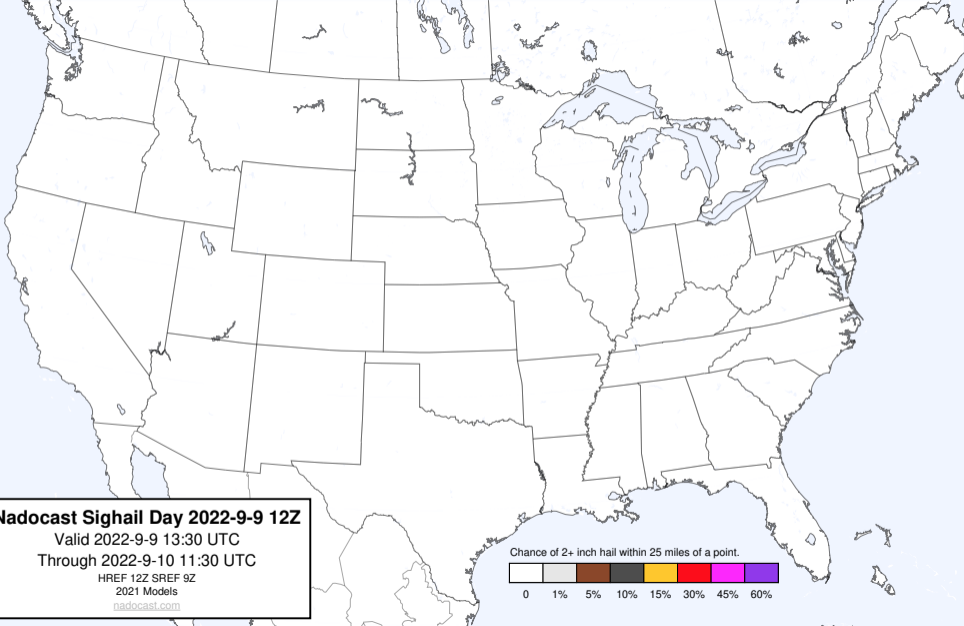 Nadocast Sighail Day 2022-9-9 12Z
Valid 2022-9-9 13:30 UTC
Through 2022-9-10 11:30 UTC
HREF 12Z SREF 9Z
2021 Models
nadocast.com
Chance of 2+ inch hail within 25 miles of a point.
0 1% 5% 10% 15% 30% 45% 60%